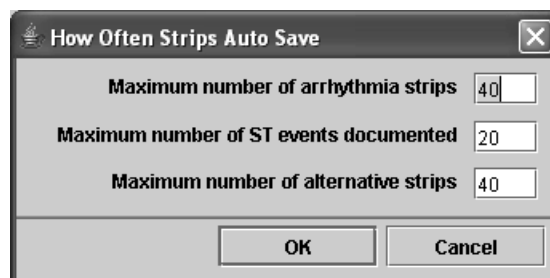 How Often Strips Auto Save
Maximum number of arrhythmia strips 40
Maximum number of ST events documented 20
Maximum number of alternative strips 40
OK Cancel